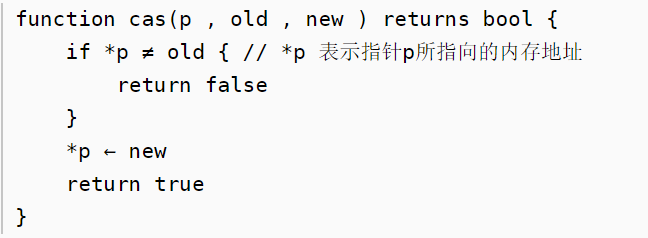 function cas(p , old , new ) returns bool {
    if *p ≠ old { // *p 表示指针p所指向的内存地址
        return false
    }
    *p ← new
    return true
}